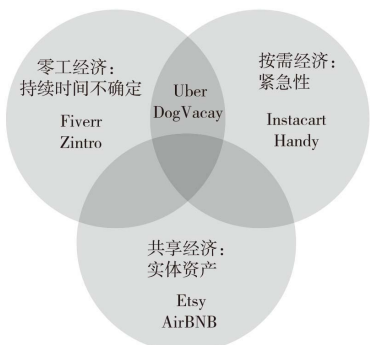 零工经济：
持续时间不确定
Fiverr
Zintro
Uber
DogVacay
按需经济：
紧急性
Instacart
Handy
共享经济：
实体资产
Etsy
AirBNB